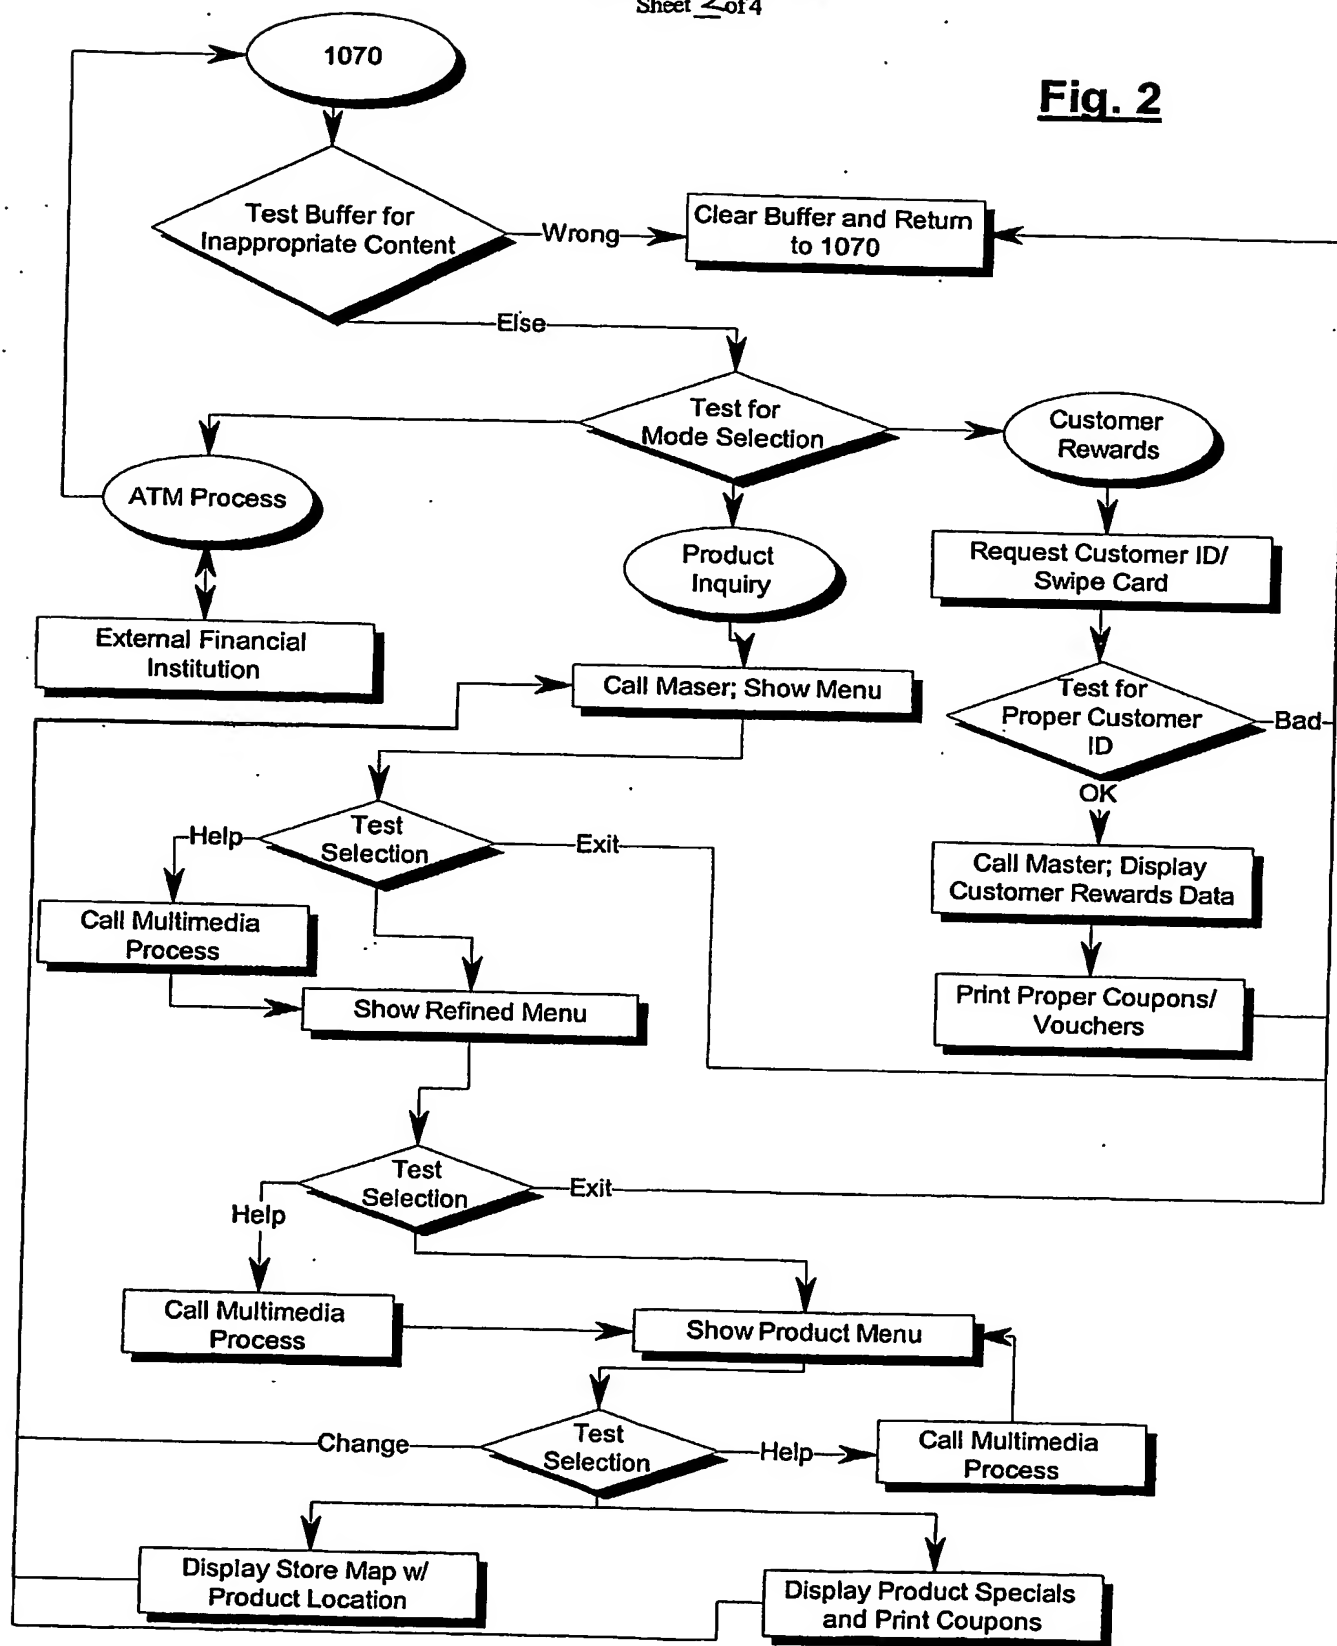 Sheet 2 of 4
Fig. 2
1070
Test Buffer for
Inappropriate Content
Wrong
Clear Buffer and Return
to 1070
Else
Test for
Mode Selection
Customer
Rewards
ATM Process
Product
Inquiry
Request Customer ID/
Swipe Card
External Financial
Institution
Call Maser; Show Menu
Test for
Proper Customer
ID
Bad
OK
Test
Selection
Help
Exit
Call Master; Display
Customer Rewards Data
Call Multimedia
Process
Show Refined Menu
Print Proper Coupons/
Vouchers
Test
Selection
Exit
Help
Call Multimedia
Process
Show Product Menu
Change
Test
Selection
Help
Call Multimedia
Process
Display Store Map w/
Product Location
Display Product Specials
and Print Coupons